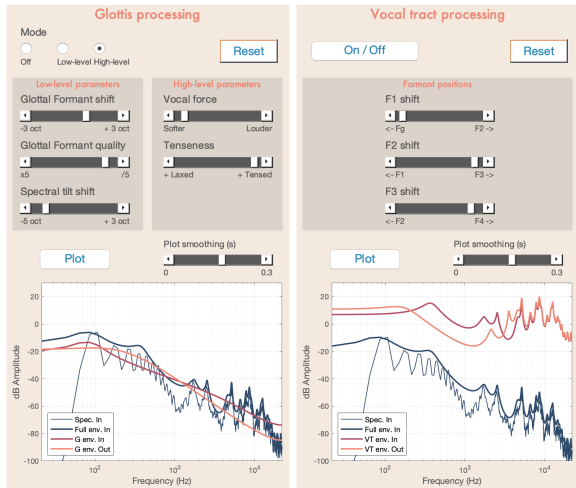 Glottis processing
Mode
Off Low-level High-level
Reset
Low-level parameters
Glottal Formant shift
-3 oct + 3 oct
Glottal Formant quality
x5 /5
Spectral tilt shift
-5 oct + 3 oct
High-level parameters
Vocal force
Softer Louder
Tenseness
+ Laxed + Tensed
Plot
Plot smoothing (s)
0 0.3
20
0
-20
-40
-60
-80
-100
dB Amplitude
Spec. In
Full env. In
G env. In
G env. Out
10² 10³ 10⁴
Frequency (Hz)
Vocal tract processing
On / Off
Reset
Formant positions
F1 shift
<- Fg F2 ->
F2 shift
<- F1 F3 ->
F3 shift
<- F2 F4 ->
Plot
Plot smoothing (s)
0 0.3
20
0
-20
-40
-60
-80
-100
dB Amplitude
Spec. In
Full env. In
VT env. In
VT env. Out
10² 10³ 10⁴
Frequency (Hz)